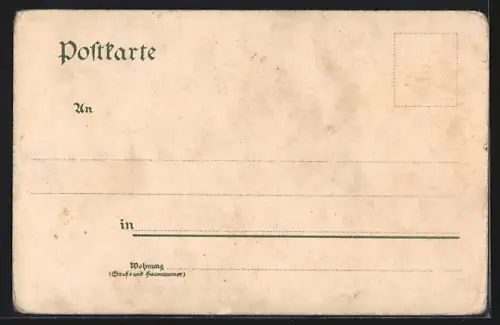 Postkarte
An
in
Wohnung
(Straße und Hausnummer)